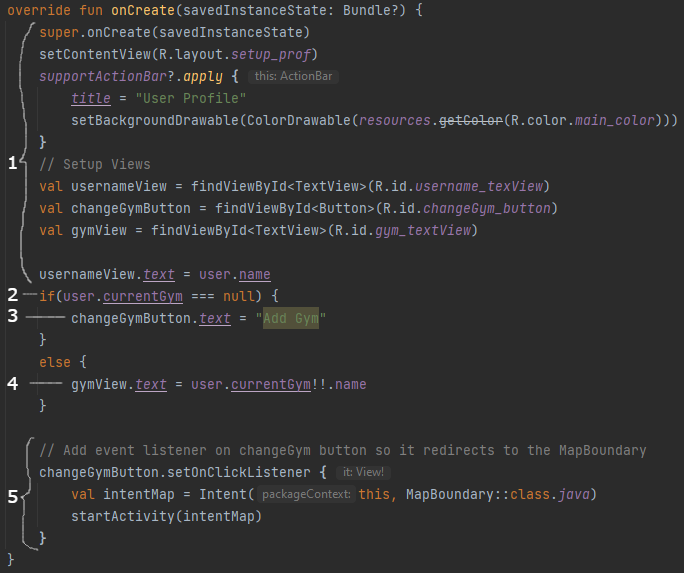 override fun onCreate(savedInstanceState: Bundle?) {
super.onCreate(savedInstanceState)
setContentView(R.layout.setup_prof)
supportActionBar?.apply { this: ActionBar
title = "User Profile"
setBackgroundDrawable(ColorDrawable(resources.getColor(R.color.main_color)))
}
1 // Setup Views
val usernameView = findViewById<TextView>(R.id.username_texView)
val changeGymButton = findViewById<Button>(R.id.changeGym_button)
val gymView = findViewById<TextView>(R.id.gym_textView)
usernameView.text = user.name
2 if(user.currentGym === null) {
3 changeGymButton.text = "Add Gym"
}
else {
4 gymView.text = user.currentGym!!.name
}
// Add event listener on changeGym button so it redirects to the MapBoundary
changeGymButton.setOnClickListener { it: View!
5 val intentMap = Intent( packageContext: this, MapBoundary::class.java)
startActivity(intentMap)
}
}